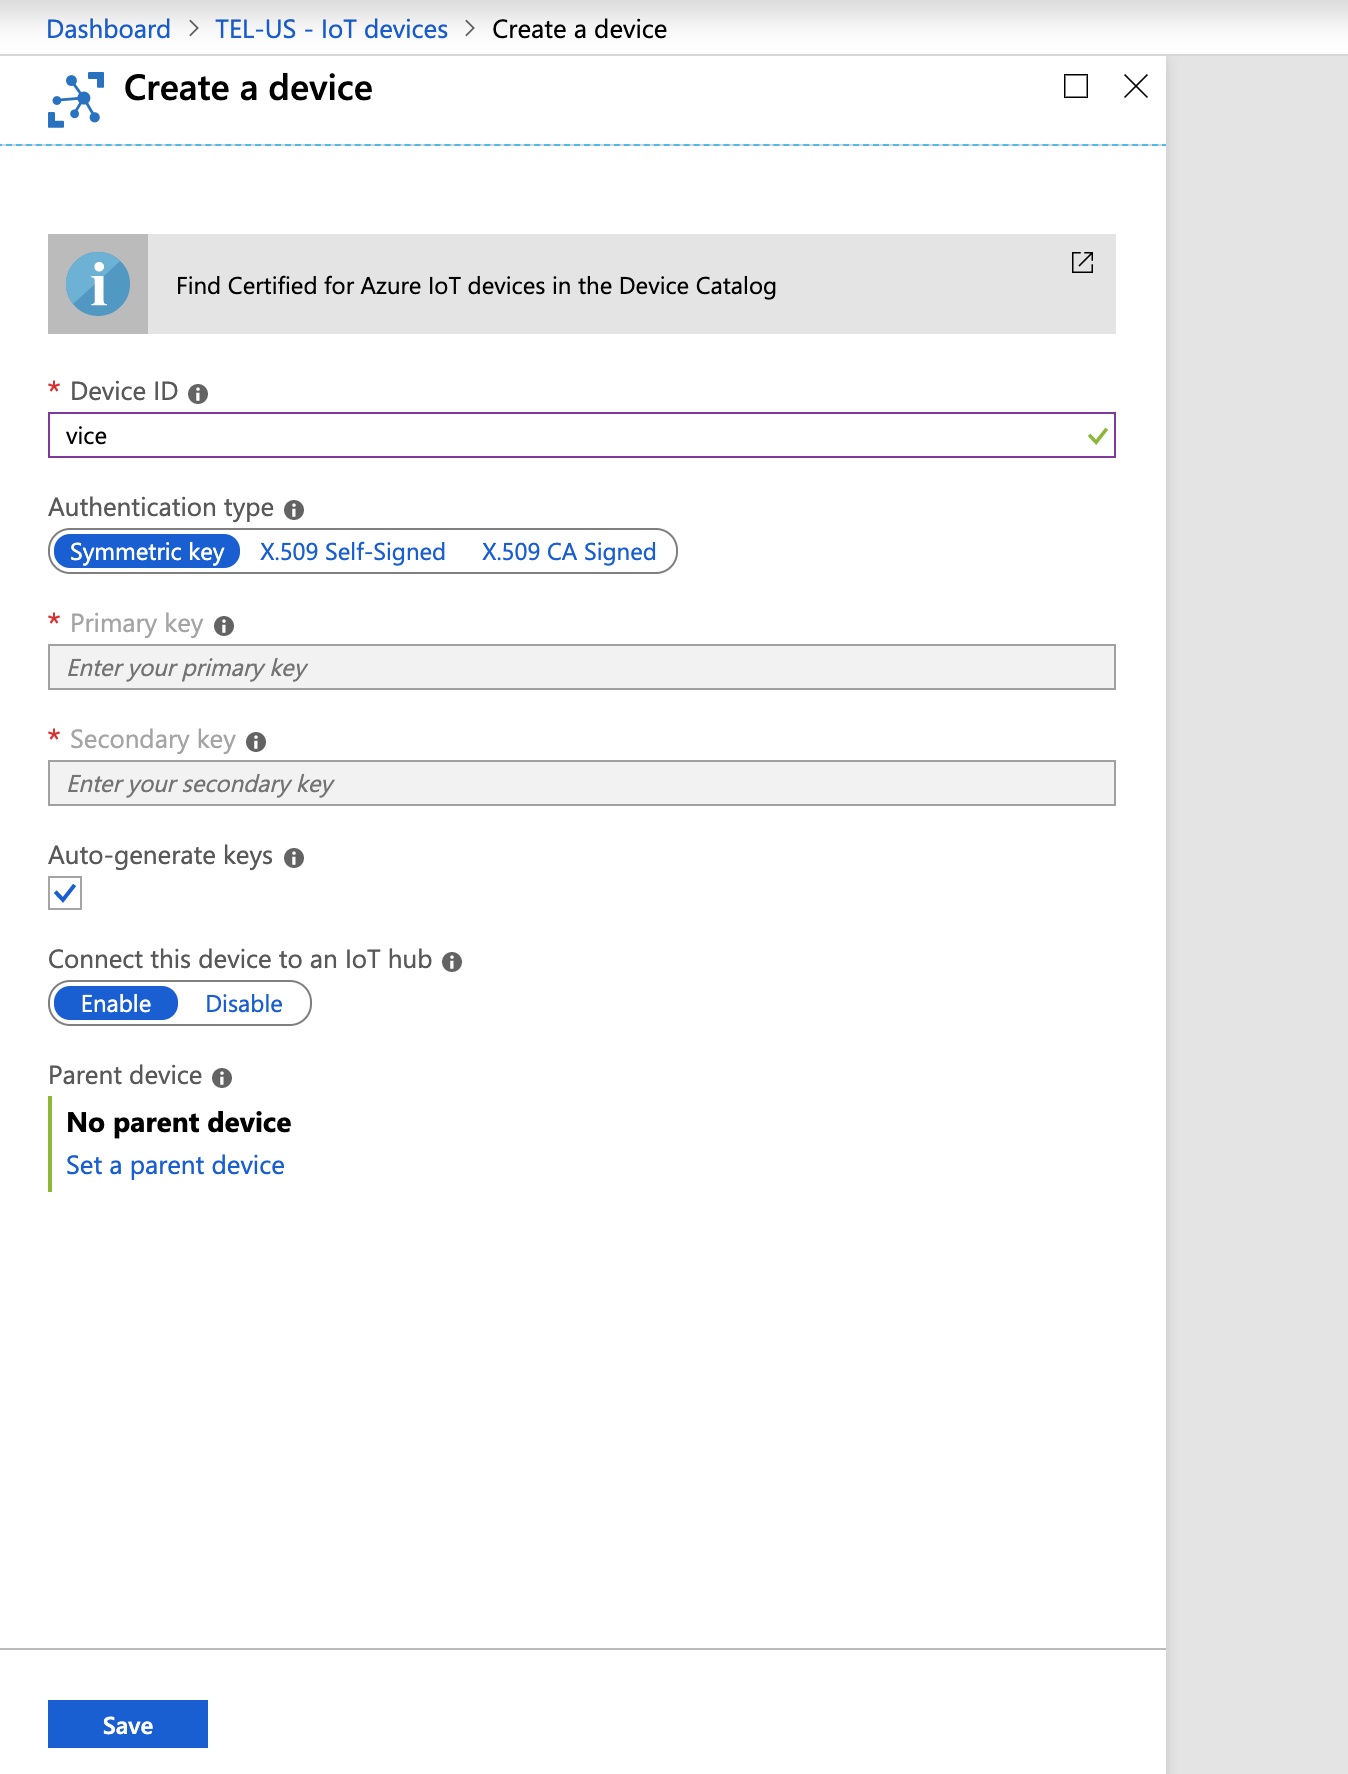 Dashboard > TEL-US - IoT devices > Create a device
Create a device
Find Certified for Azure IoT devices in the Device Catalog
* Device ID
vice
Authentication type
Symmetric key X.509 Self-Signed X.509 CA Signed
* Primary key
Enter your primary key
* Secondary key
Enter your secondary key
Auto-generate keys
Connect this device to an IoT hub
Enable Disable
Parent device
No parent device
Set a parent device
Save